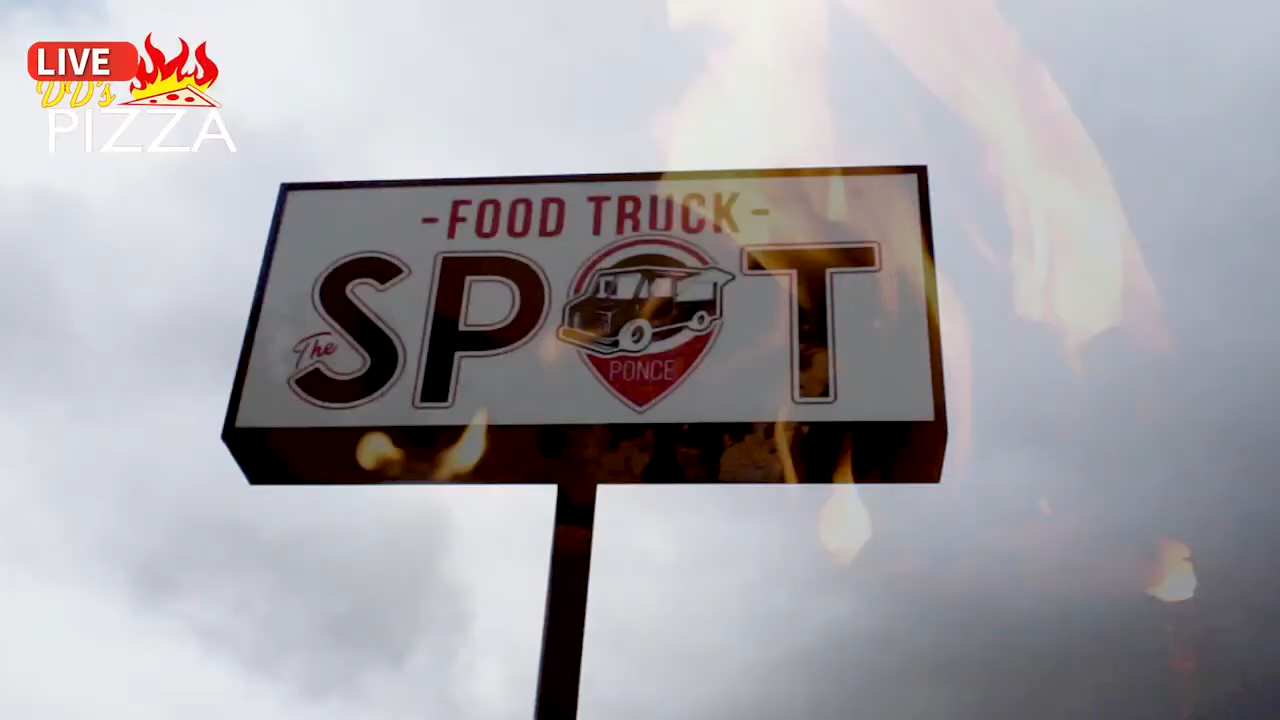 LIVE
DD's
PIZZA
-FOOD TRUCK-
The SPOT
PONCE